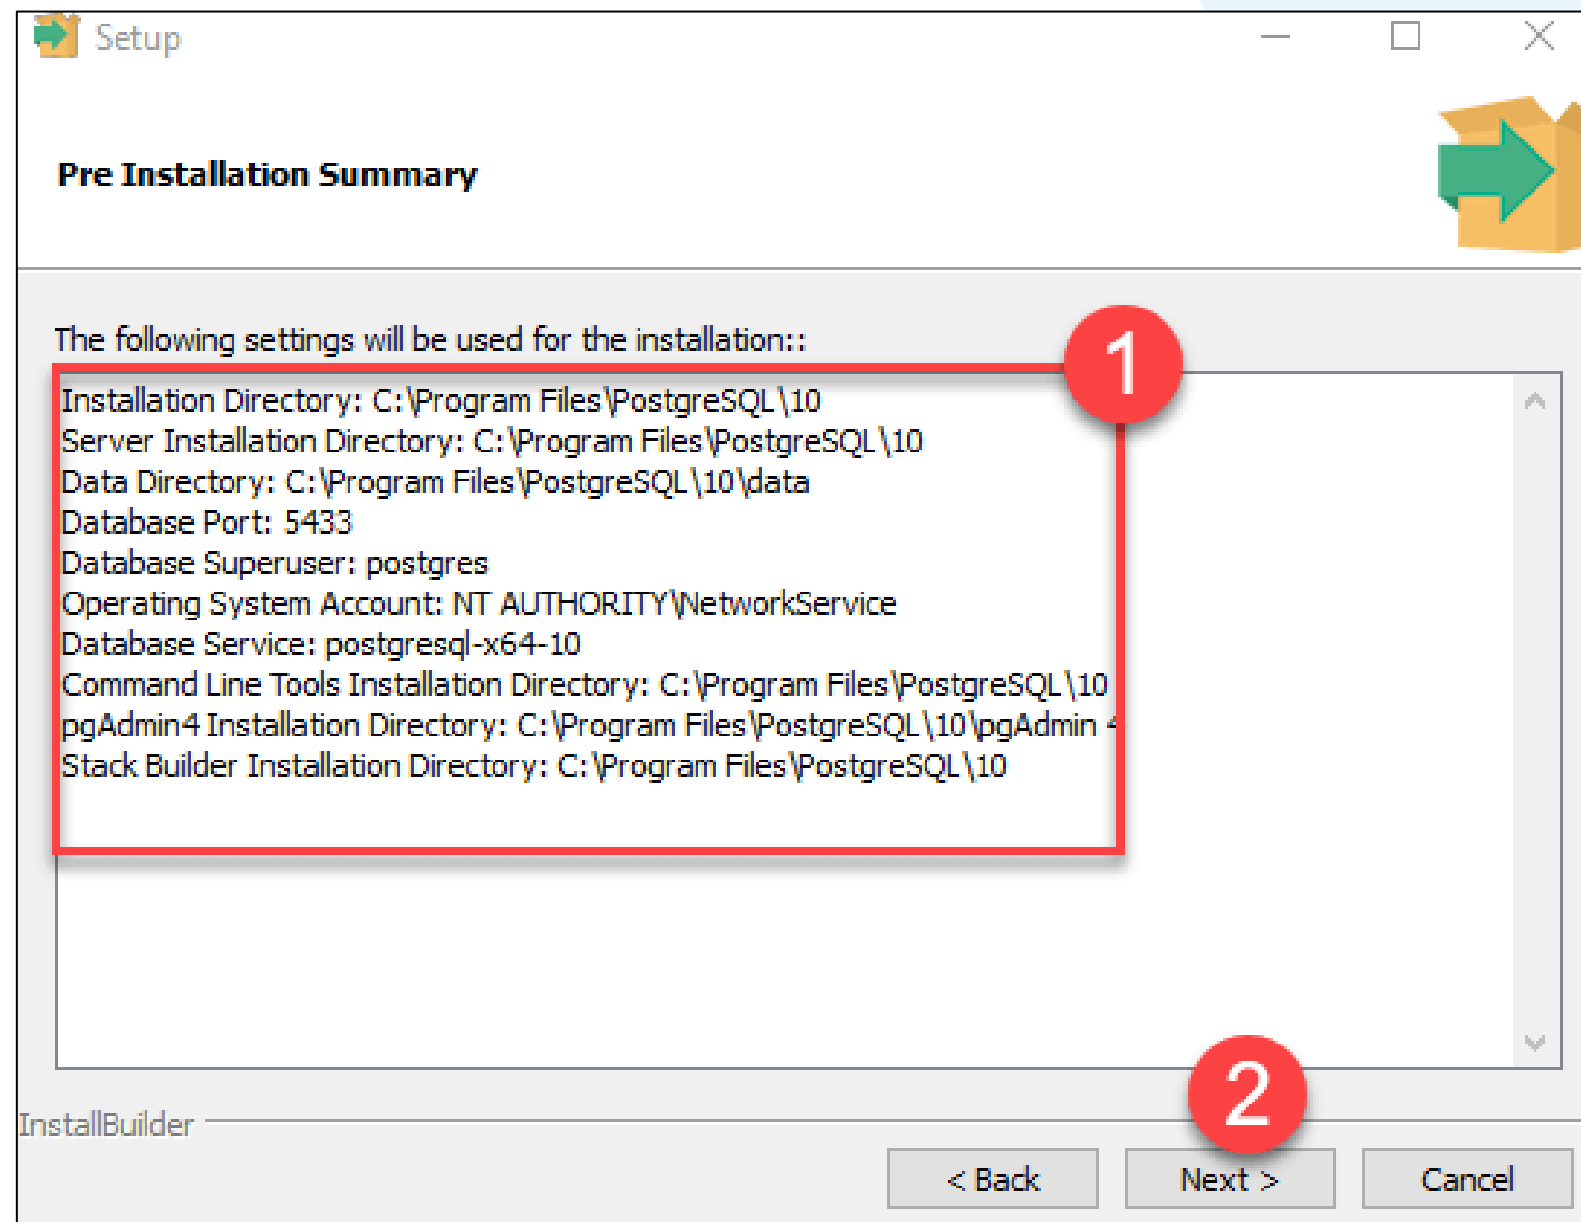 Setup
Pre Installation Summary
The following settings will be used for the installation::
1
Installation Directory: C:\Program Files\PostgreSQL\10
Server Installation Directory: C:\Program Files\PostgreSQL\10
Data Directory: C:\Program Files\PostgreSQL\10\data
Database Port: 5433
Database Superuser: postgres
Operating System Account: NT AUTHORITY\NetworkService
Database Service: postgresql-x64-10
Command Line Tools Installation Directory: C:\Program Files\PostgreSQL\10
pgAdmin4 Installation Directory: C:\Program Files\PostgreSQL\10\pgAdmin 4
Stack Builder Installation Directory: C:\Program Files\PostgreSQL\10
2
InstallBuilder
< Back Next > Cancel